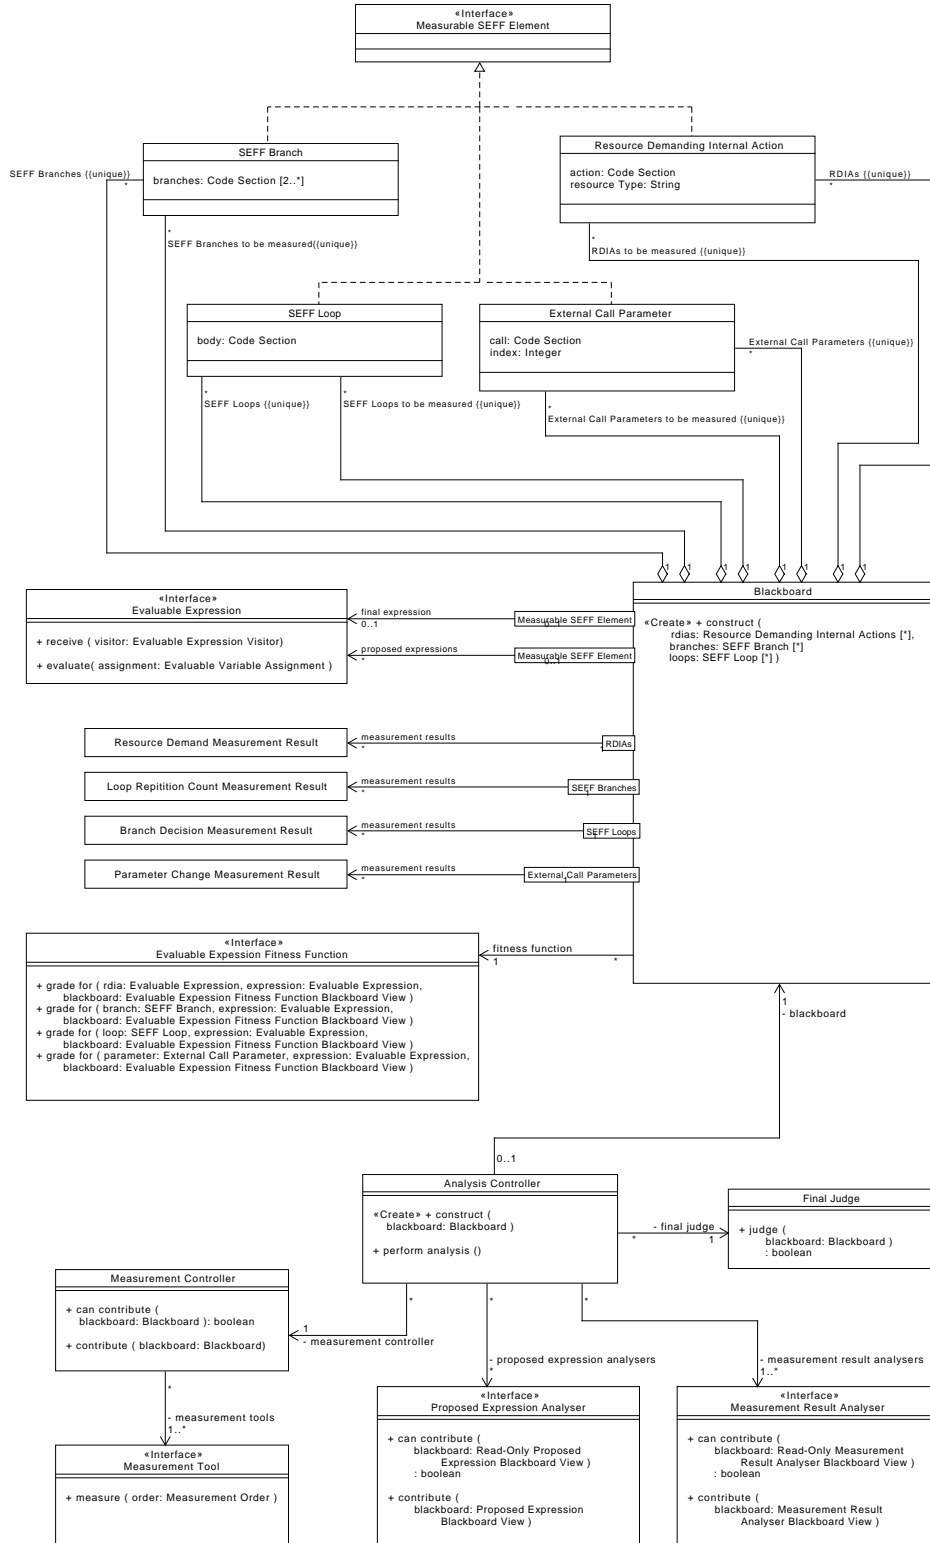 «Interface»
Measurable SEFF Element
SEFF Branch
branches: Code Section [2..*]
Resource Demanding Internal Action
action: Code Section
resource Type: String
SEFF Branches {{unique}}
*
RDIAs {{unique}}
*
*
SEFF Branches to be measured{{unique}}
*
RDIAs to be measured {{unique}}
SEFF Loop
body: Code Section
External Call Parameter
call: Code Section
index: Integer
External Call Parameters {{unique}}
*
*
SEFF Loops {{unique}}
*
SEFF Loops to be measured {{unique}}
*
External Call Parameters to be measured {{unique}}
1
1
1
1
1
1
1
1
Blackboard
«Create» + construct (
rdias: Resource Demanding Internal Actions [*],
branches: SEFF Branch [*]
loops: SEFF Loop [*] )
«Interface»
Evaluable Expression
+ receive ( visitor: Evaluable Expression Visitor)
+ evaluate( assignment: Evaluable Variable Assignment )
final expression
0..1
Measurable SEFF Element
0..1
proposed expressions
*
Measurable SEFF Element
0..1
Resource Demand Measurement Result
measurement results
*
RDIAs
Loop Repitition Count Measurement Result
measurement results
*
SEFF Branches
1
Branch Decision Measurement Result
measurement results
*
SEFF Loops
1
Parameter Change Measurement Result
measurement results
*
External Call Parameters
1
«Interface»
Evaluable Expession Fitness Function
+ grade for ( rdia: Evaluable Expression, expression: Evaluable Expression,
blackboard: Evaluable Expession Fitness Function Blackboard View )
+ grade for ( branch: SEFF Branch, expression: Evaluable Expression,
blackboard: Evaluable Expession Fitness Function Blackboard View )
+ grade for ( loop: SEFF Loop, expression: Evaluable Expression,
blackboard: Evaluable Expession Fitness Function Blackboard View )
+ grade for ( parameter: External Call Parameter, expression: Evaluable Expression,
blackboard: Evaluable Expession Fitness Function Blackboard View )
fitness function
1
*
1
- blackboard
0..1
Analysis Controller
«Create» + construct (
blackboard: Blackboard )
+ perform analysis ()
- final judge
*
1
Final Judge
+ judge (
blackboard: Blackboard )
: boolean
Measurement Controller
+ can contribute (
blackboard: Blackboard ): boolean
+ contribute ( blackboard: Blackboard)
*
1
- measurement controller
*
- proposed expression analysers
*
*
- measurement result analysers
1..*
*
- measurement tools
1..*
«Interface»
Measurement Tool
+ measure ( order: Measurement Order )
«Interface»
Proposed Expression Analyser
+ can contribute (
blackboard: Read-Only Proposed
Expression Blackboard View )
: boolean
+ contribute (
blackboard: Proposed Expression
Blackboard View )
«Interface»
Measurement Result Analyser
+ can contribute (
blackboard: Read-Only Measurement
Result Analyser Blackboard View )
: boolean
+ contribute (
blackboard: Measurement Result
Analyser Blackboard View )